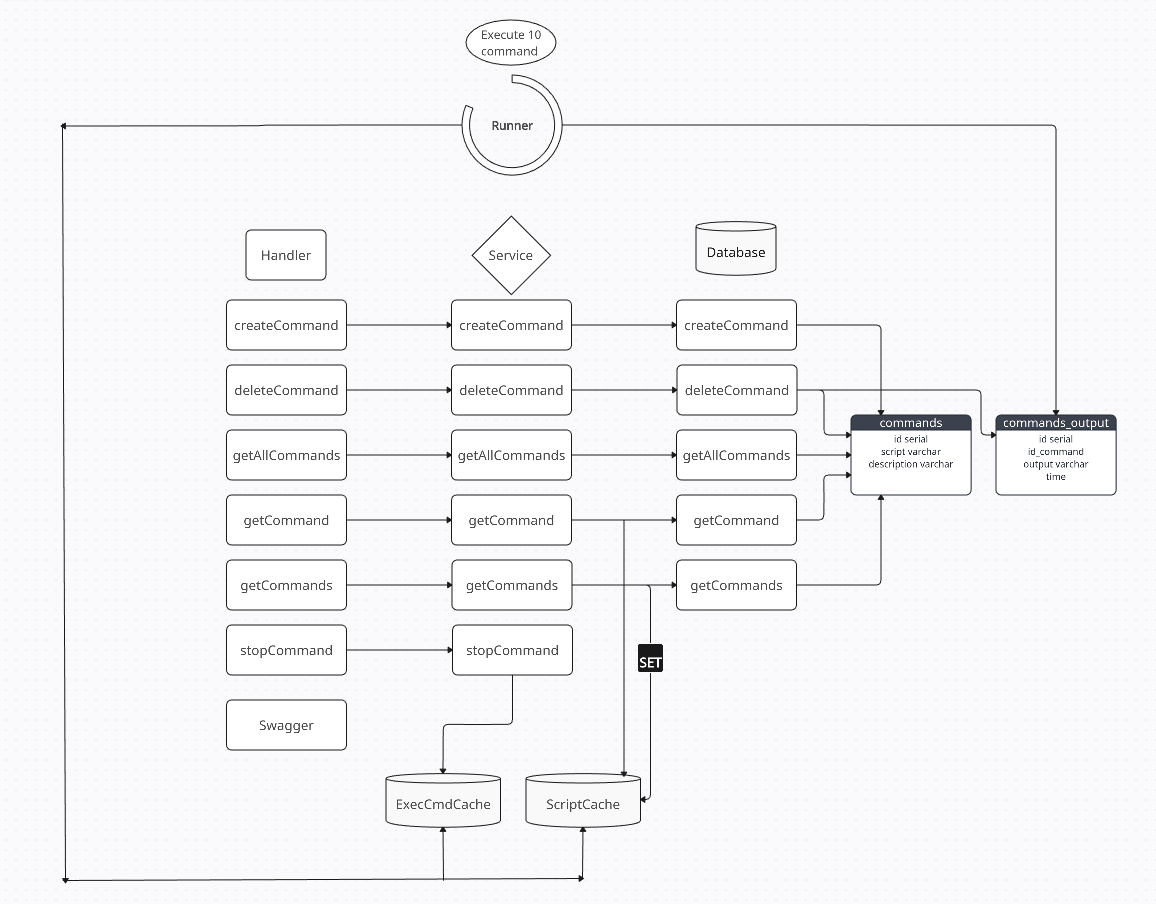 Execute 10
command
Runner
Handler
Service
Database
createCommand
createCommand
createCommand
deleteCommand
deleteCommand
deleteCommand
getAllCommands
getAllCommands
getAllCommands
commands
id serial
script varchar
description varchar
commands_output
id serial
id_command
output varchar
time
getCommand
getCommand
getCommand
getCommands
getCommands
getCommands
stopCommand
stopCommand
SET
Swagger
ExecCmdCache
ScriptCache